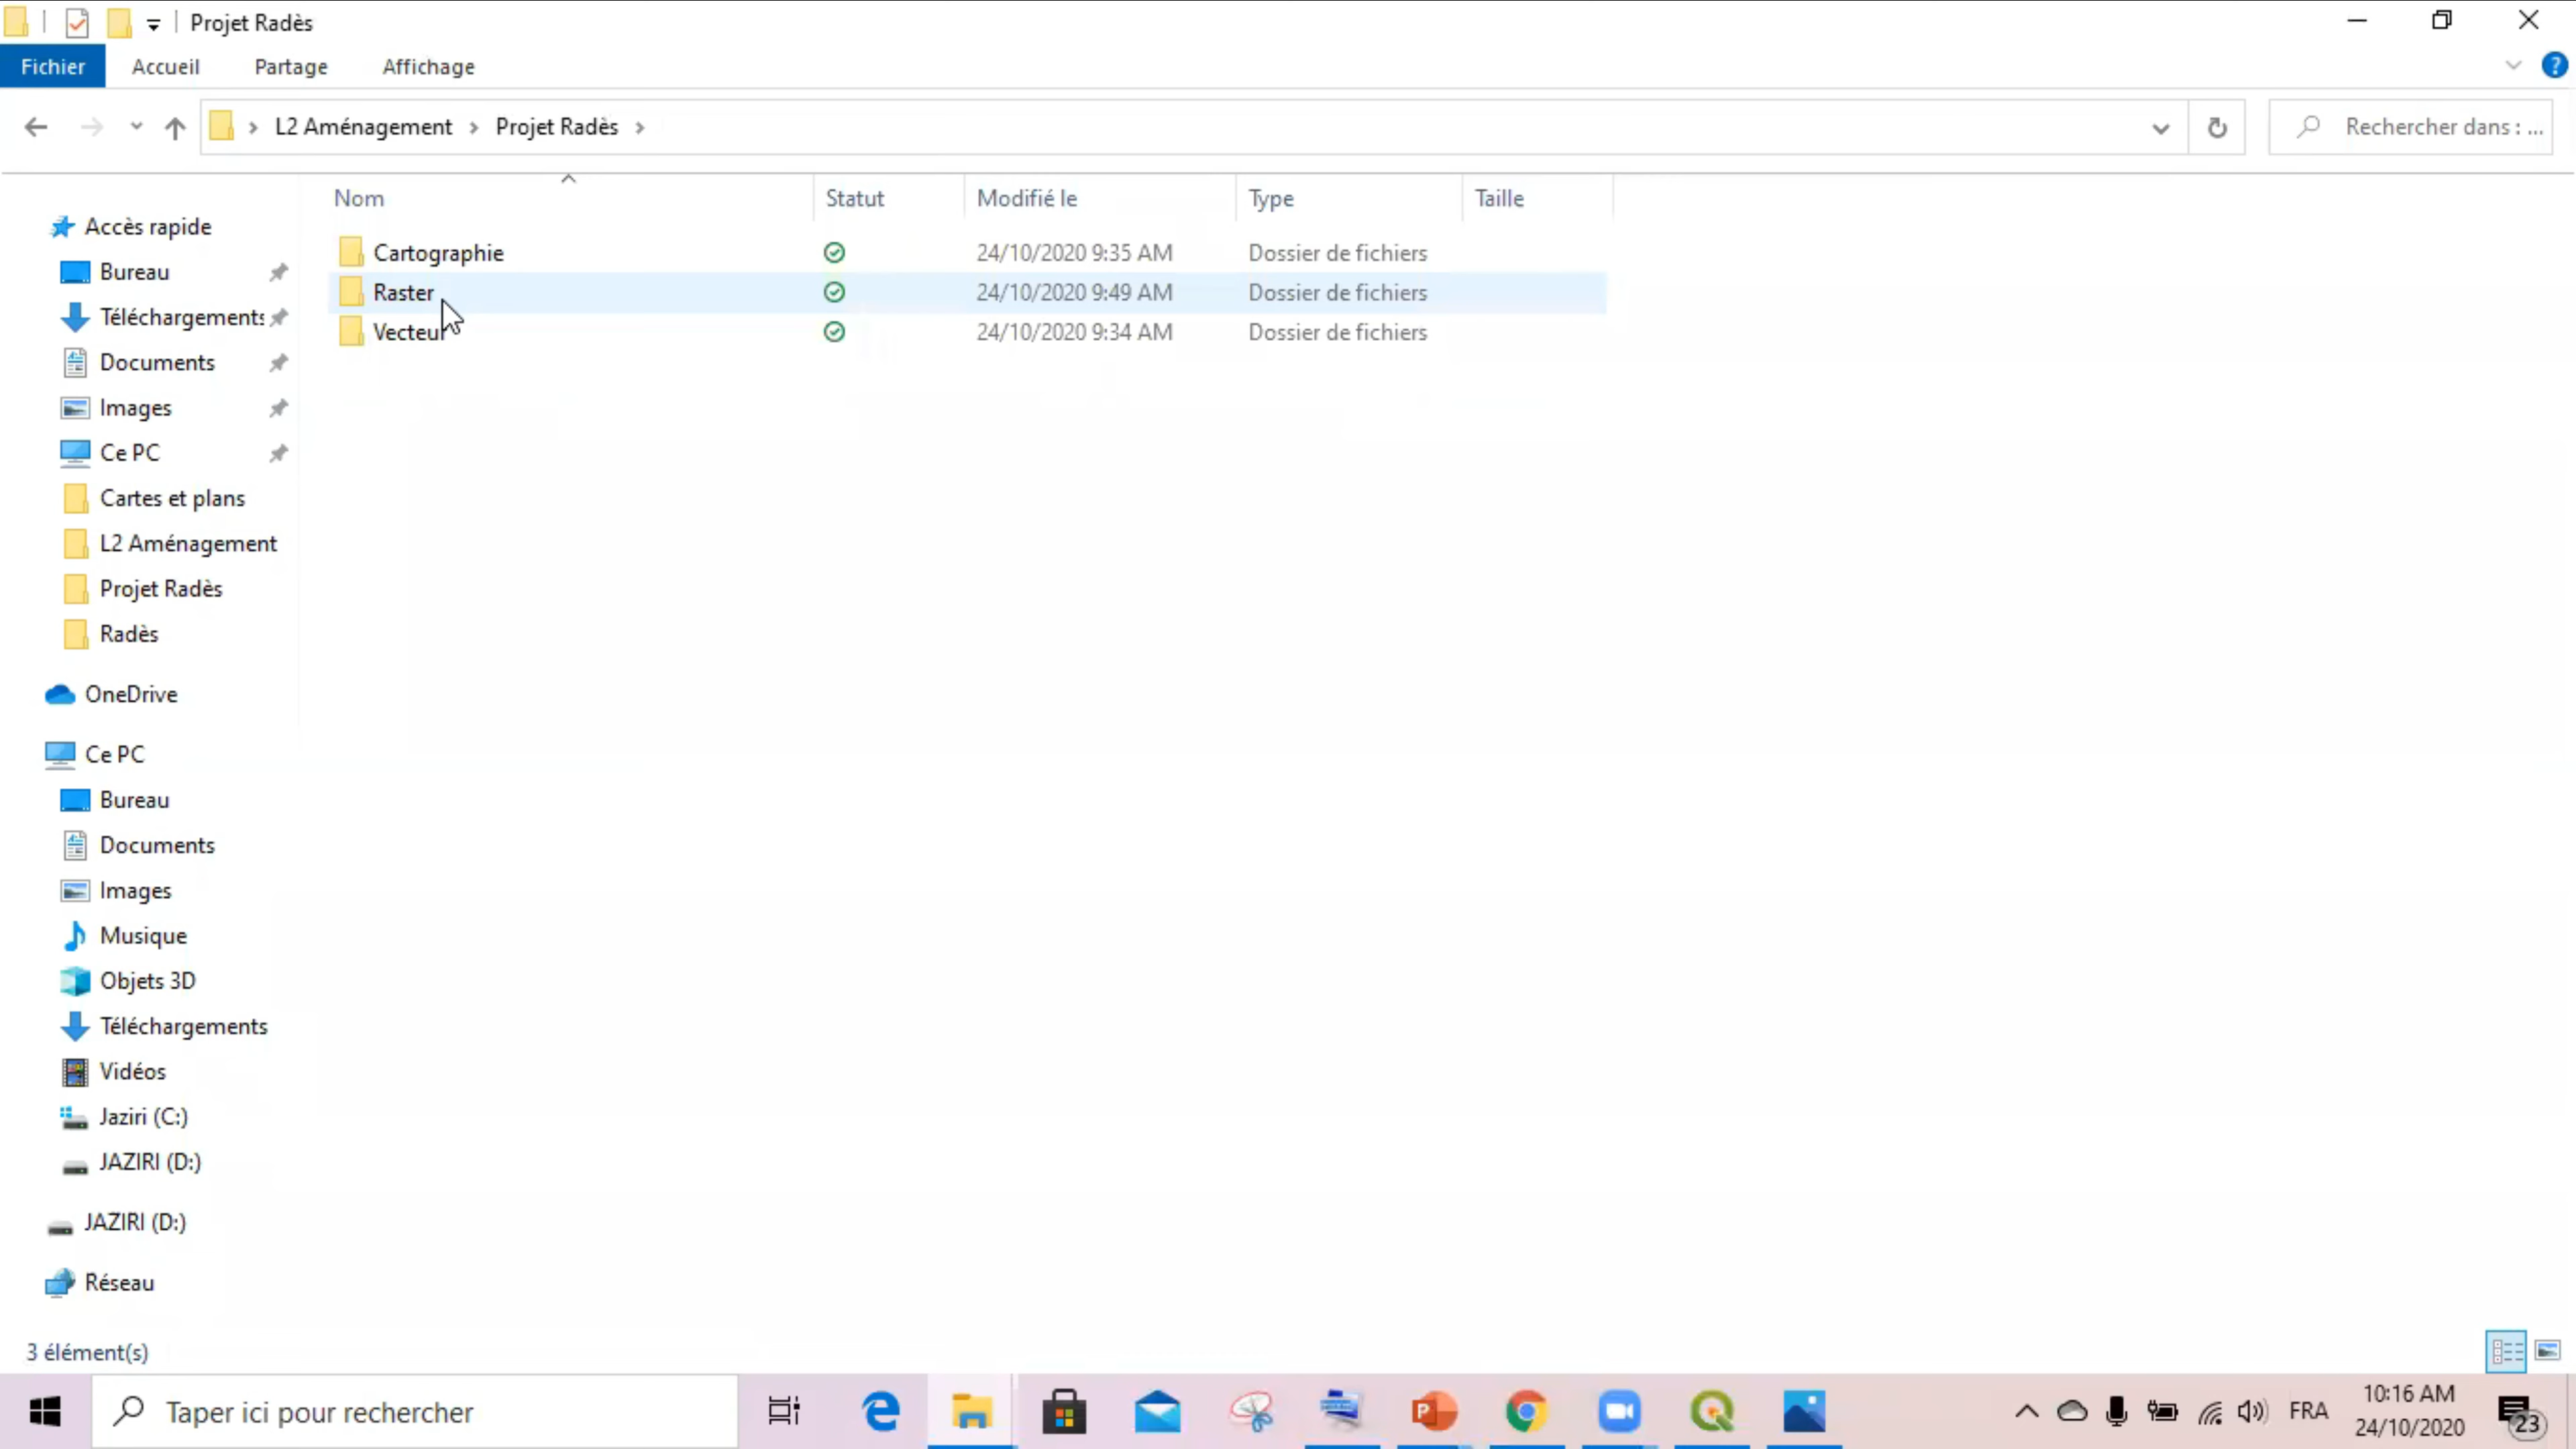 Projet Radès
Fichier Accueil Partage Affichage
L2 Aménagement Projet Radès Rechercher dans : ...
Nom Statut Modifié le Type Taille
Cartographie 24/10/2020 9:35 AM Dossier de fichiers
Raster 24/10/2020 9:49 AM Dossier de fichiers
Vecteur 24/10/2020 9:34 AM Dossier de fichiers
Accès rapide
Bureau
Téléchargements
Documents
Images
Ce PC
Cartes et plans
L2 Aménagement
Projet Radès
Radès
OneDrive
Ce PC
Bureau
Documents
Images
Musique
Objets 3D
Téléchargements
Vidéos
Jaziri (C:)
JAZIRI (D:)
JAZIRI (D:)
Réseau
3 élément(s)
Taper ici pour rechercher
FRA
10:16 AM
24/10/2020
23